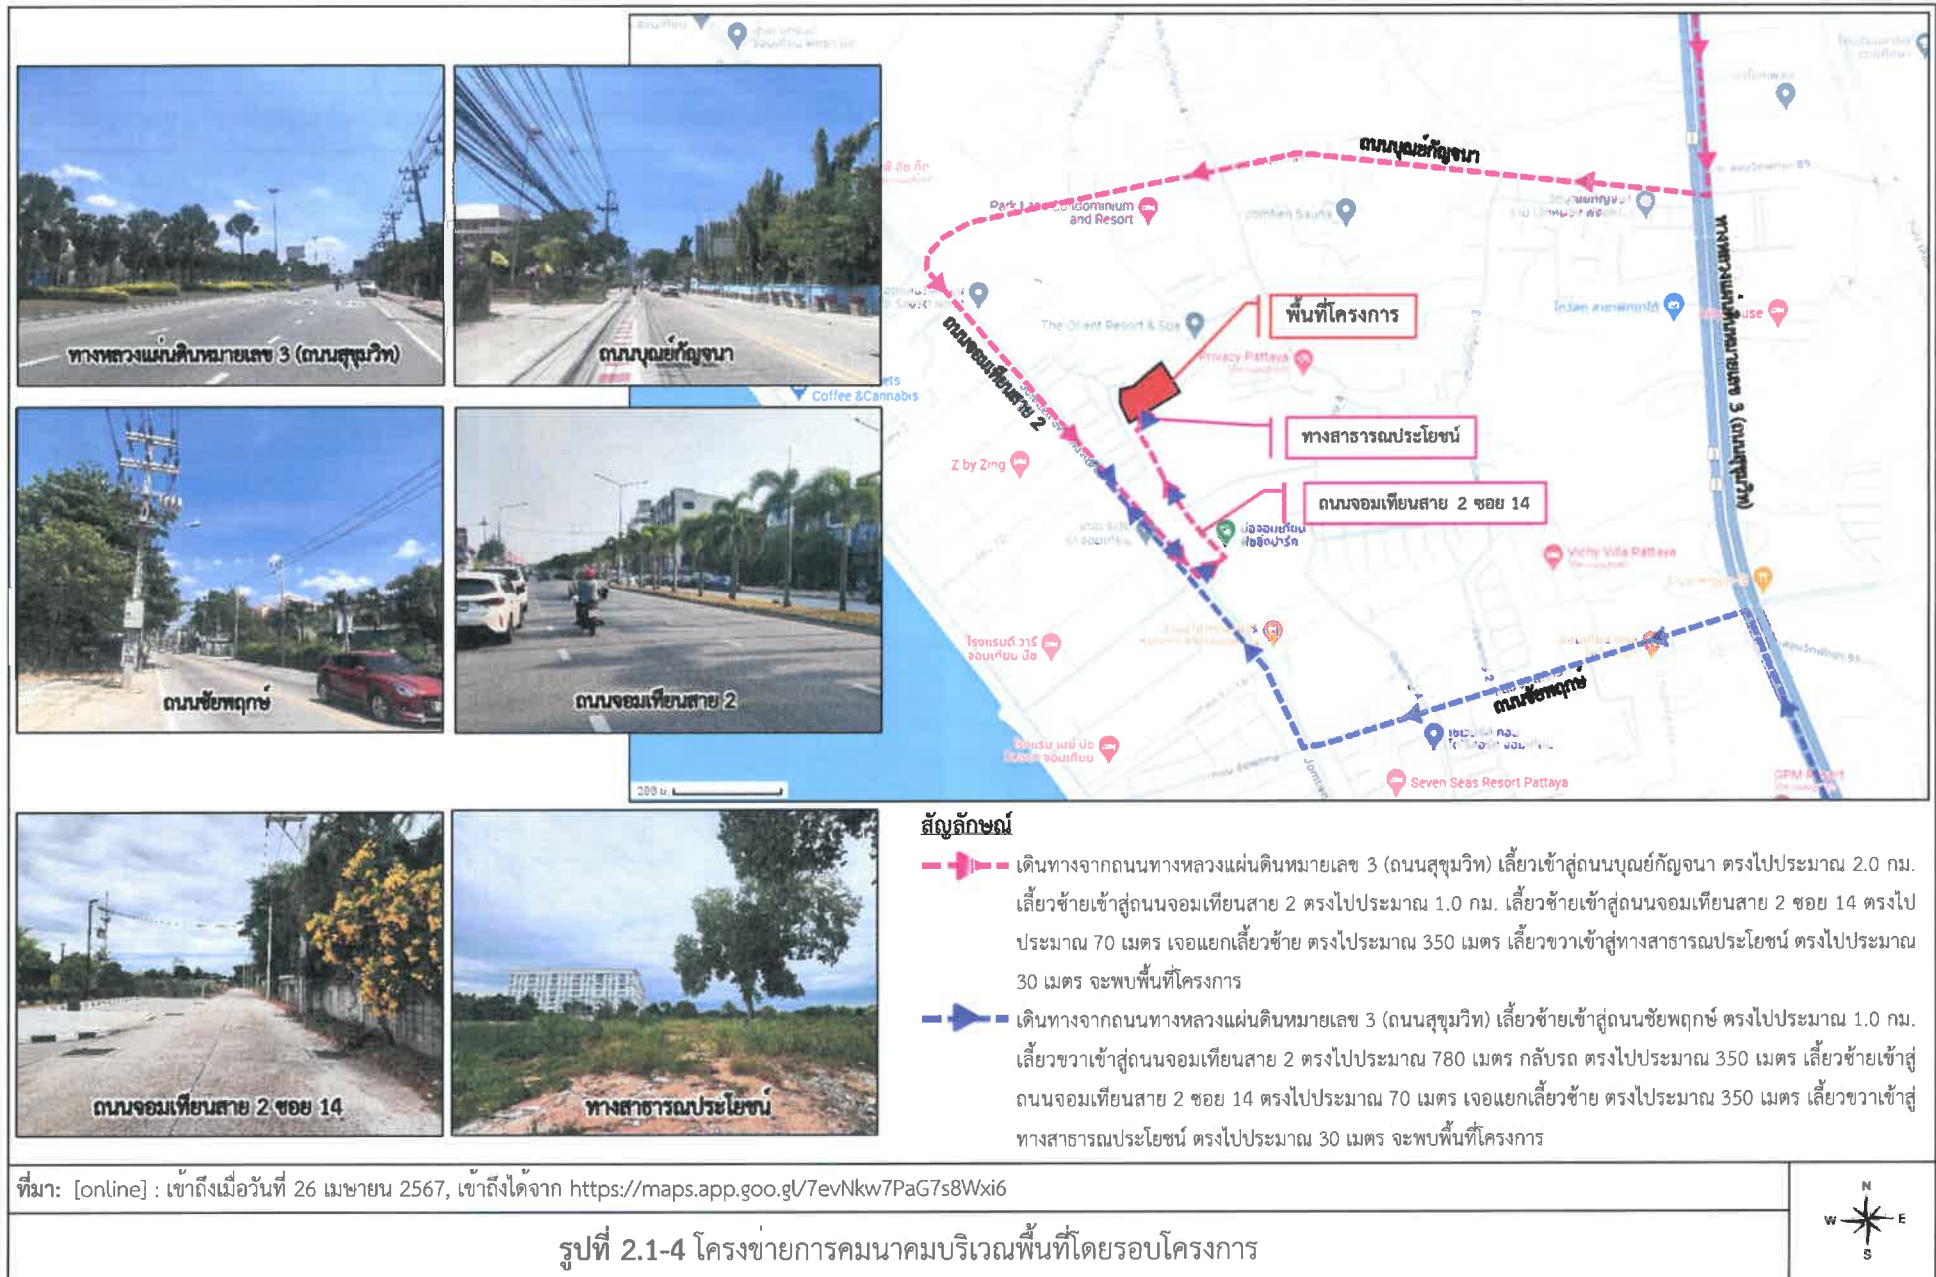 ทางหลวงแผ่นดินหมายเลข 3 (ถนนสุขุมวิท)
ถนนบุณย์กัญจนา
ถนนชัยพฤกษ์
ถนนจอมเทียนสาย 2
ถนนจอมเทียนสาย 2 ซอย 14
ทางสาธารณประโยชน์
ถนนบุณย์กัญจนา
Park Lane Condominium
and Resort
Jomtien Sauna
พื้นที่โครงการ
The Orient Resort & Spa
Privacy Pattaya
ถนนจอมเทียนสาย 2
ทางหลวงแผ่นดินหมายเลข 3 (ถนนสุขุมวิท)
Coffee &Cannabis
ทางสาธารณประโยชน์
Z by Zing
ถนนจอมเทียนสาย 2 ซอย 14
Vichy Villa Pattaya
โรงแรมดี วารี
จอมเทียน บีช
ถนนชัยพฤกษ์
Seven Seas Resort Pattaya
200 ม.
สัญลักษณ์
เดินทางจากถนนทางหลวงแผ่นดินหมายเลข 3 (ถนนสุขุมวิท) เลี้ยวเข้าสู่ถนนบุณย์กัญจนา ตรงไปประมาณ 2.0 กม.
เลี้ยวซ้ายเข้าสู่ถนนจอมเทียนสาย 2 ตรงไปประมาณ 1.0 กม. เลี้ยวซ้ายเข้าสู่ถนนจอมเทียนสาย 2 ซอย 14 ตรงไป
ประมาณ 70 เมตร เจอแยกเลี้ยวซ้าย ตรงไปประมาณ 350 เมตร เลี้ยวขวาเข้าสู่ทางสาธารณประโยชน์ ตรงไปประมาณ
30 เมตร จะพบพื้นที่โครงการ
เดินทางจากถนนทางหลวงแผ่นดินหมายเลข 3 (ถนนสุขุมวิท) เลี้ยวซ้ายเข้าสู่ถนนชัยพฤกษ์ ตรงไปประมาณ 1.0 กม.
เลี้ยวขวาเข้าสู่ถนนจอมเทียนสาย 2 ตรงไปประมาณ 780 เมตร กลับรถ ตรงไปประมาณ 350 เมตร เลี้ยวซ้ายเข้าสู่
ถนนจอมเทียนสาย 2 ซอย 14 ตรงไปประมาณ 70 เมตร เจอแยกเลี้ยวซ้าย ตรงไปประมาณ 350 เมตร เลี้ยวขวาเข้าสู่
ทางสาธารณประโยชน์ ตรงไปประมาณ 30 เมตร จะพบพื้นที่โครงการ
ที่มา: [online] : เข้าถึงเมื่อวันที่ 26 เมษายน 2567, เข้าถึงได้จาก https://maps.app.goo.gl/7evNkw7PaG7s8Wxi6
N
W E
S
รูปที่ 2.1-4 โครงข่ายการคมนาคมบริเวณพื้นที่โดยรอบโครงการ